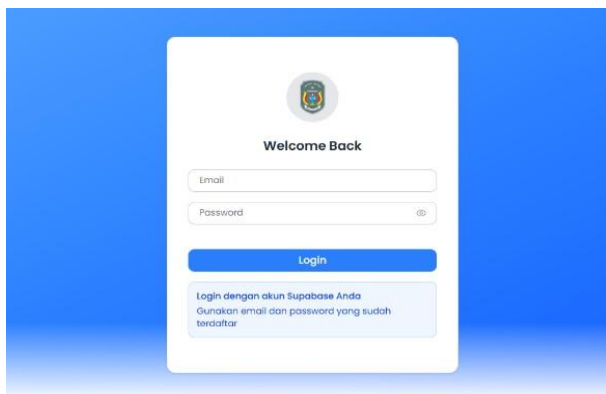 Welcome Back
Email
Password
Login
Login dengan akun Supabase Anda
Gunakan email dan password yang sudah
terdaftar